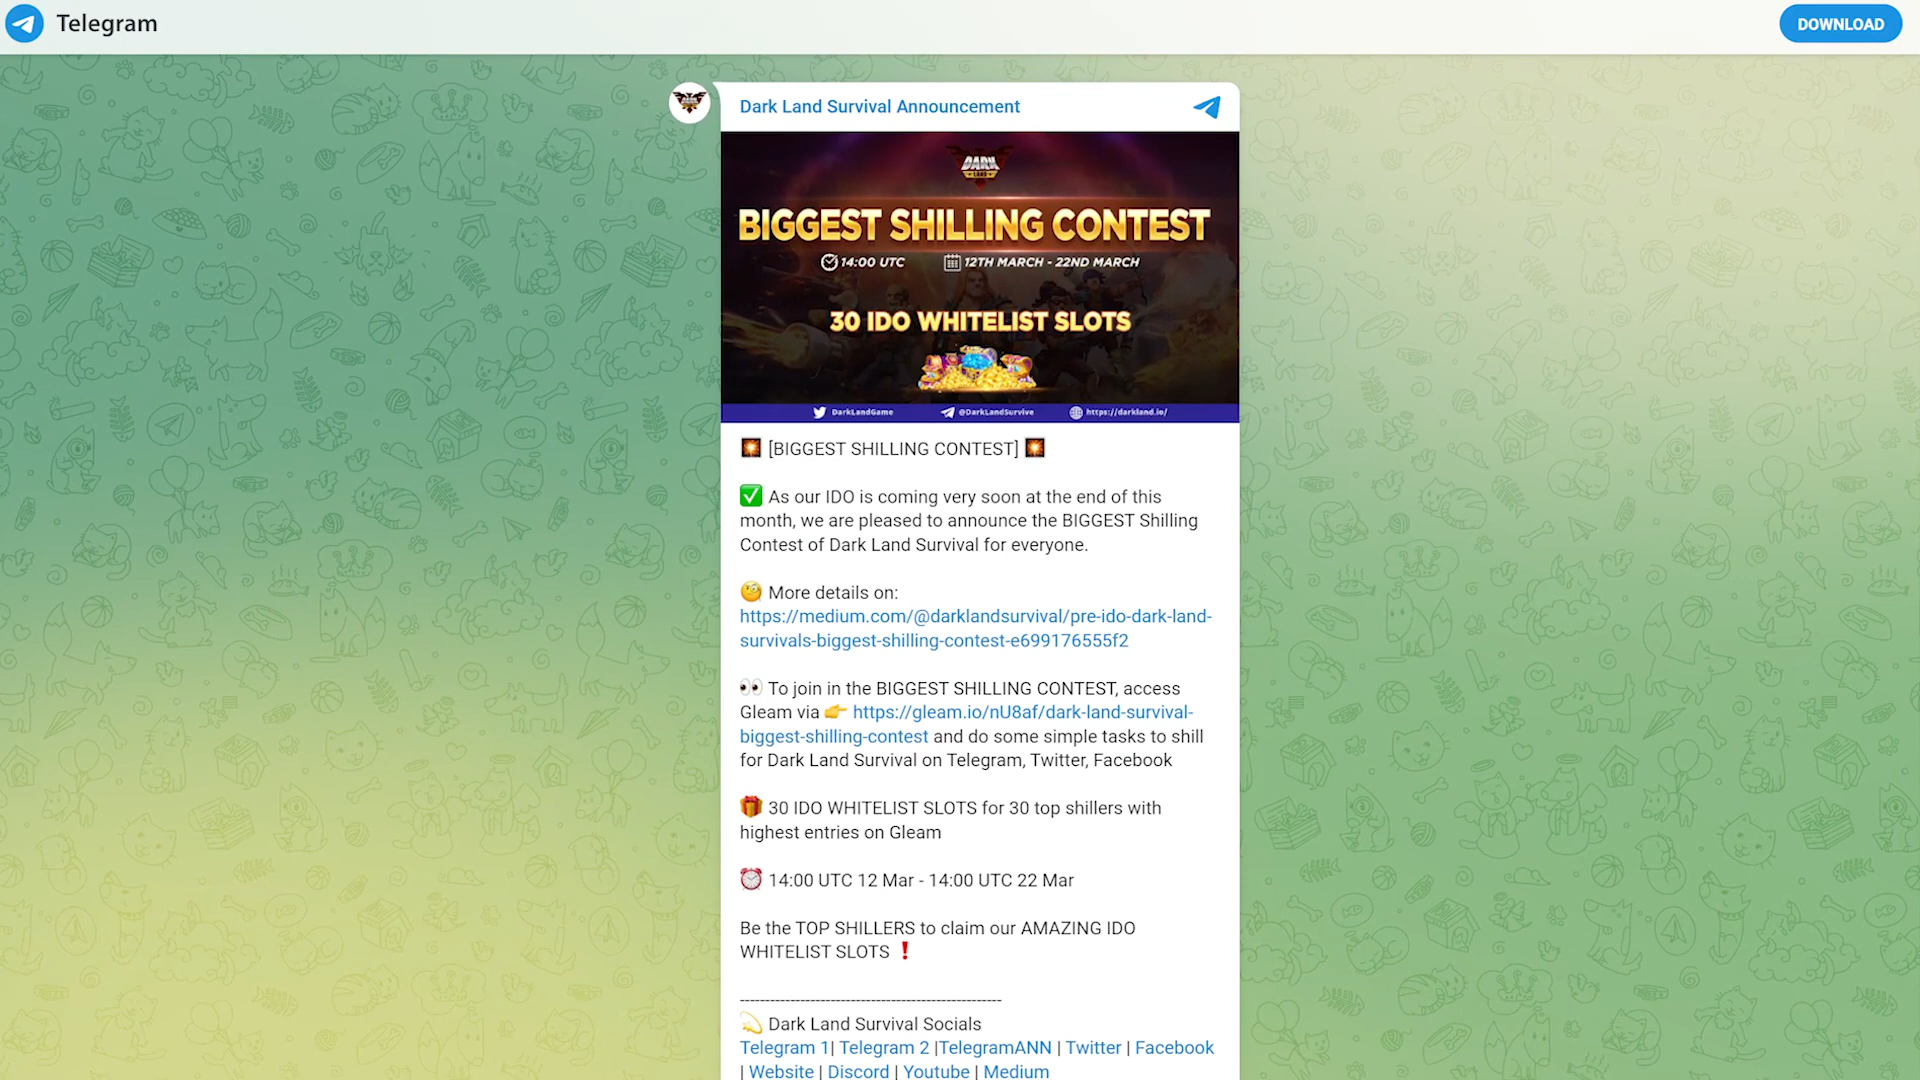 Telegram
DOWNLOAD
Dark Land Survival Announcement
DARK
LAND
BIGGEST SHILLING CONTEST
14:00 UTC 12TH MARCH - 22ND MARCH
30 IDO WHITELIST SLOTS
DarkLandGame @DarkLandSurvive https://darkland.io/
[BIGGEST SHILLING CONTEST]
As our IDO is coming very soon at the end of this
month, we are pleased to announce the BIGGEST Shilling
Contest of Dark Land Survival for everyone.
More details on:
https://medium.com/@darklandsurvival/pre-ido-dark-land-
survivals-biggest-shilling-contest-e699176555f2
To join in the BIGGEST SHILLING CONTEST, access
Gleam via 👉 https://gleam.io/nU8af/dark-land-survival-
biggest-shilling-contest and do some simple tasks to shill
for Dark Land Survival on Telegram, Twitter, Facebook
30 IDO WHITELIST SLOTS for 30 top shillers with
highest entries on Gleam
14:00 UTC 12 Mar - 14:00 UTC 22 Mar
Be the TOP SHILLERS to claim our AMAZING IDO
WHITELIST SLOTS ❗
----------------------------------------------------
Dark Land Survival Socials
Telegram 1| Telegram 2 |TelegramANN | Twitter | Facebook
| Website | Discord | Youtube | Medium